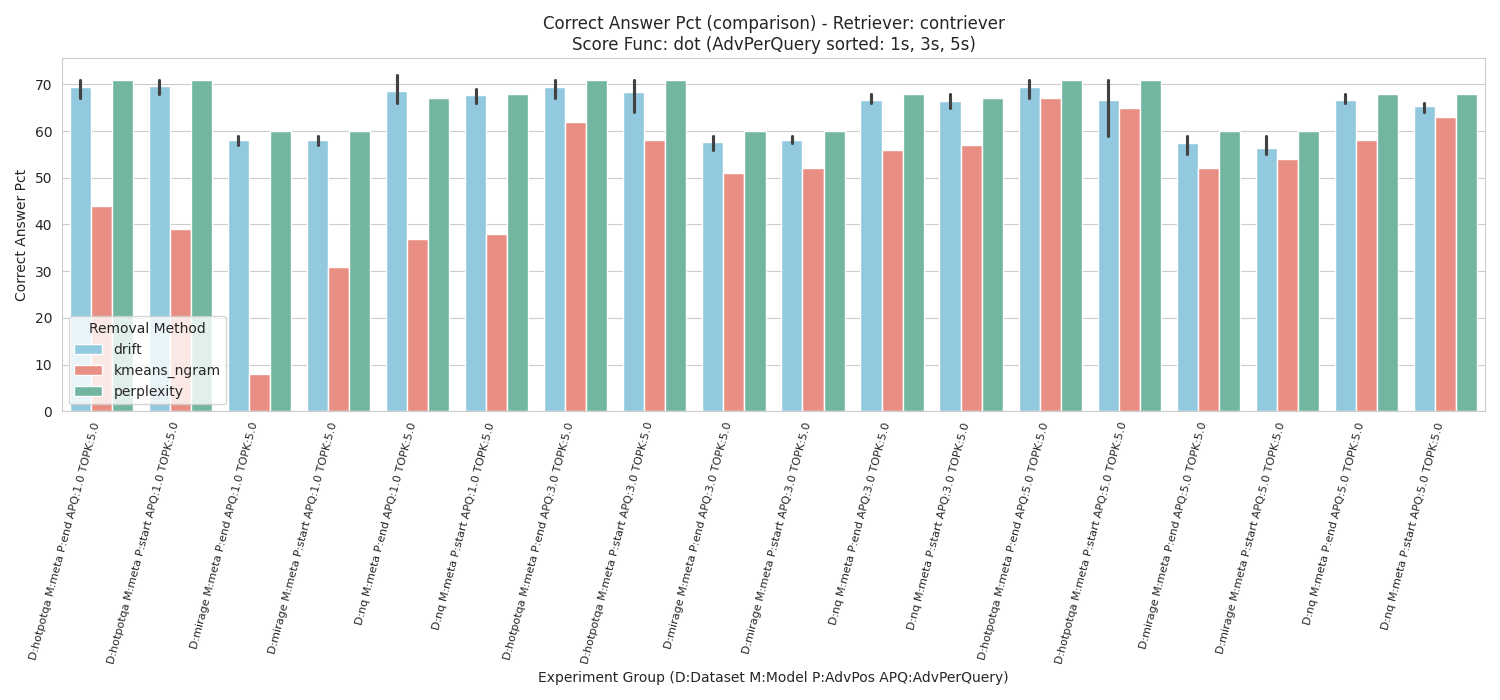 Correct Answer Pct (comparison) - Retriever: contriever
Score Func: dot (AdvPerQuery sorted: 1s, 3s, 5s)
Correct Answer Pct
70
60
50
40
30
20
10
0
Removal Method
drift
kmeans_ngram
perplexity
D:hotpotqa M:meta P:end APQ:1.0 TOPK:5.0
D:hotpotqa M:meta P:start APQ:1.0 TOPK:5.0
D:mirage M:meta P:end APQ:1.0 TOPK:5.0
D:mirage M:meta P:start APQ:1.0 TOPK:5.0
D:nq M:meta P:end APQ:1.0 TOPK:5.0
D:nq M:meta P:start APQ:1.0 TOPK:5.0
D:hotpotqa M:meta P:end APQ:3.0 TOPK:5.0
D:hotpotqa M:meta P:start APQ:3.0 TOPK:5.0
D:mirage M:meta P:end APQ:3.0 TOPK:5.0
D:mirage M:meta P:start APQ:3.0 TOPK:5.0
D:nq M:meta P:end APQ:3.0 TOPK:5.0
D:nq M:meta P:start APQ:3.0 TOPK:5.0
D:hotpotqa M:meta P:end APQ:5.0 TOPK:5.0
D:hotpotqa M:meta P:start APQ:5.0 TOPK:5.0
D:mirage M:meta P:end APQ:5.0 TOPK:5.0
D:mirage M:meta P:start APQ:5.0 TOPK:5.0
D:nq M:meta P:end APQ:5.0 TOPK:5.0
D:nq M:meta P:start APQ:5.0 TOPK:5.0
Experiment Group (D:Dataset M:Model P:AdvPos APQ:AdvPerQuery)